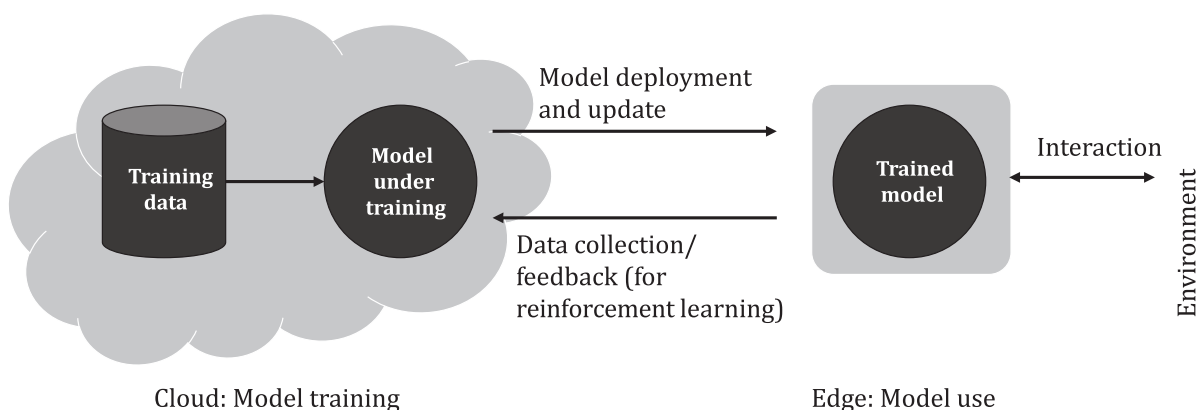 Training
data
Model
under
training
Model deployment
and update
Data collection/
feedback (for
reinforcement learning)
Trained
model
Interaction
Environment
Cloud: Model training
Edge: Model use